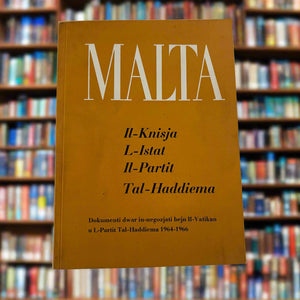 MALTA
Il-Knisja
L-Istat
Il-Partit
Tal-Haddiema
Dokumenti dwar in-negozjati bejn Il-Vatikan
u L-Partit Tal-Haddiema 1964-1966